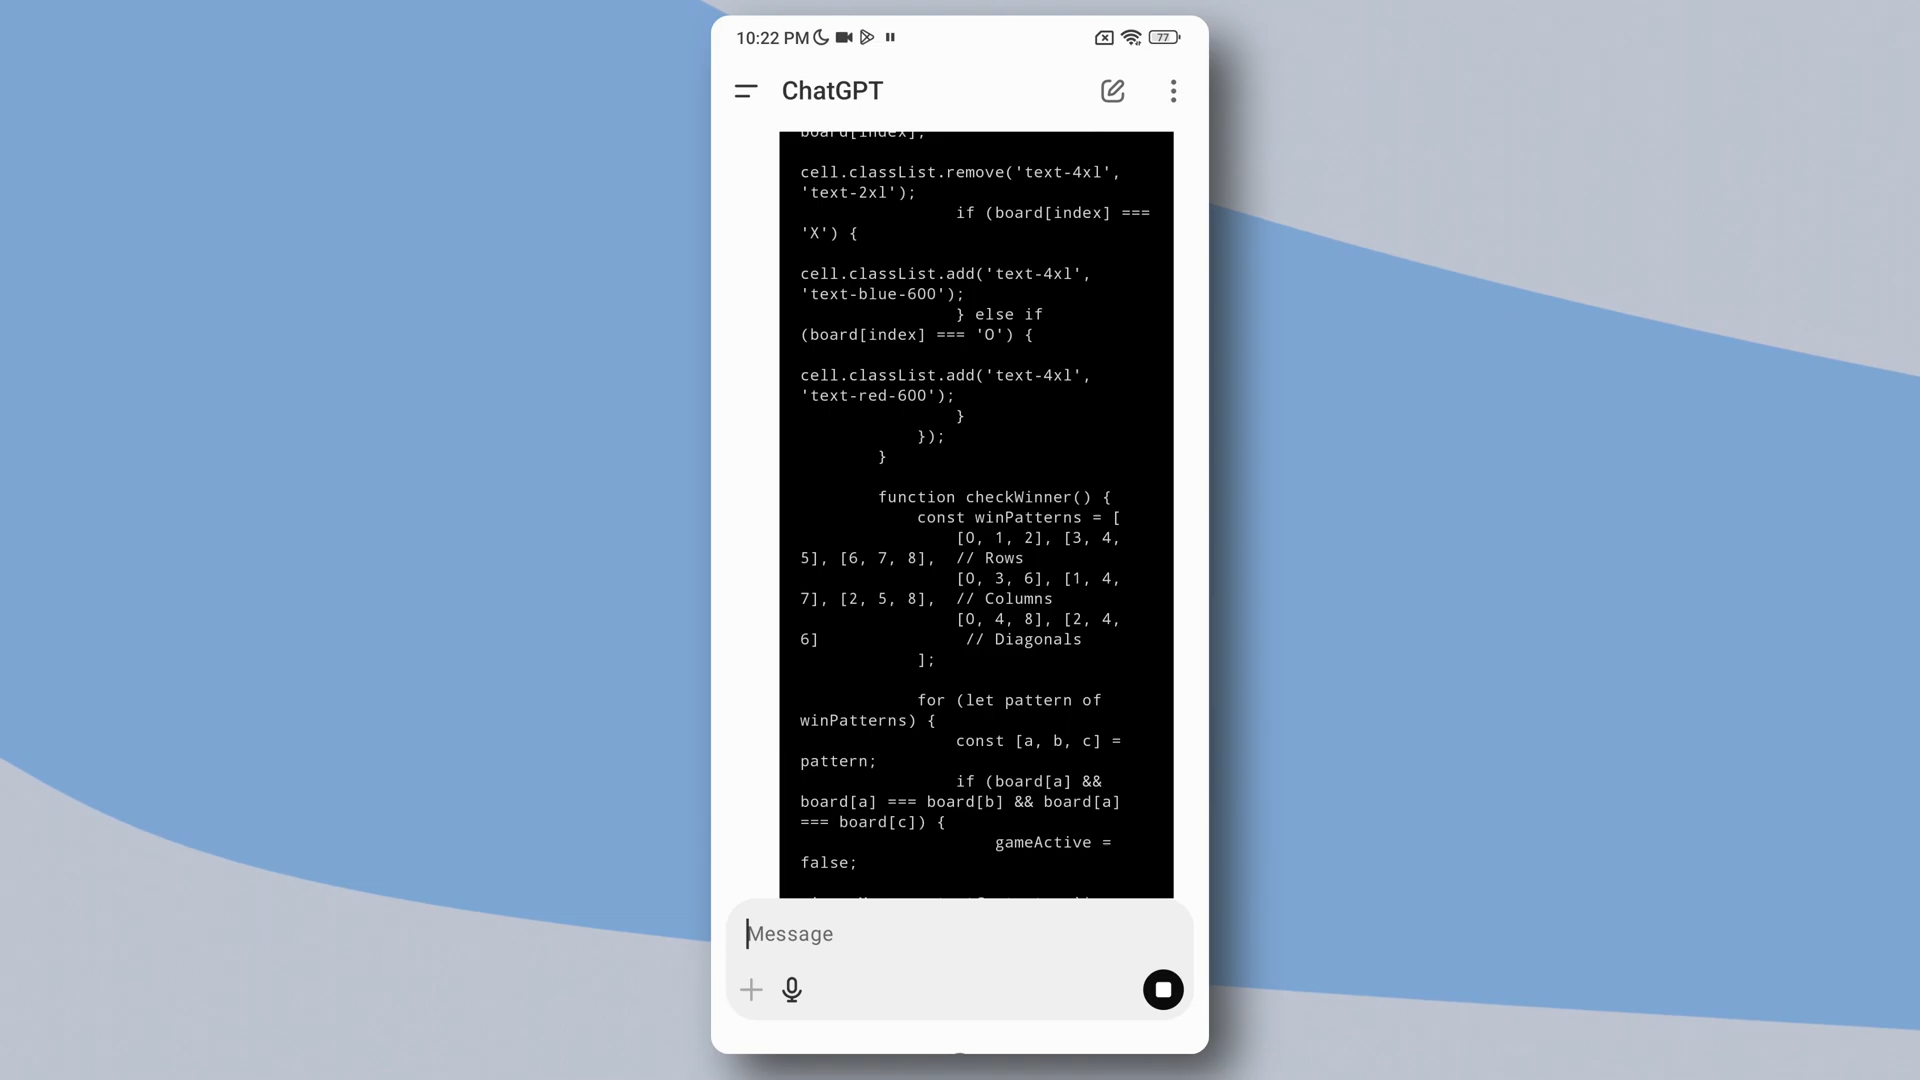 10:22 PM
77
ChatGPT
board[index];
cell.classList.remove('text-4xl',
'text-2xl');
if (board[index] ===
'X') {
cell.classList.add('text-4xl',
'text-blue-600');
} else if
(board[index] === 'O') {
cell.classList.add('text-4xl',
'text-red-600');
}
});
}
function checkWinner() {
const winPatterns = [
[0, 1, 2], [3, 4,
5], [6, 7, 8],  // Rows
[0, 3, 6], [1, 4,
7], [2, 5, 8],  // Columns
[0, 4, 8], [2, 4,
6]               // Diagonals
];
for (let pattern of
winPatterns) {
const [a, b, c] =
pattern;
if (board[a] &&
board[a] === board[b] && board[a]
=== board[c]) {
gameActive =
false;
Message